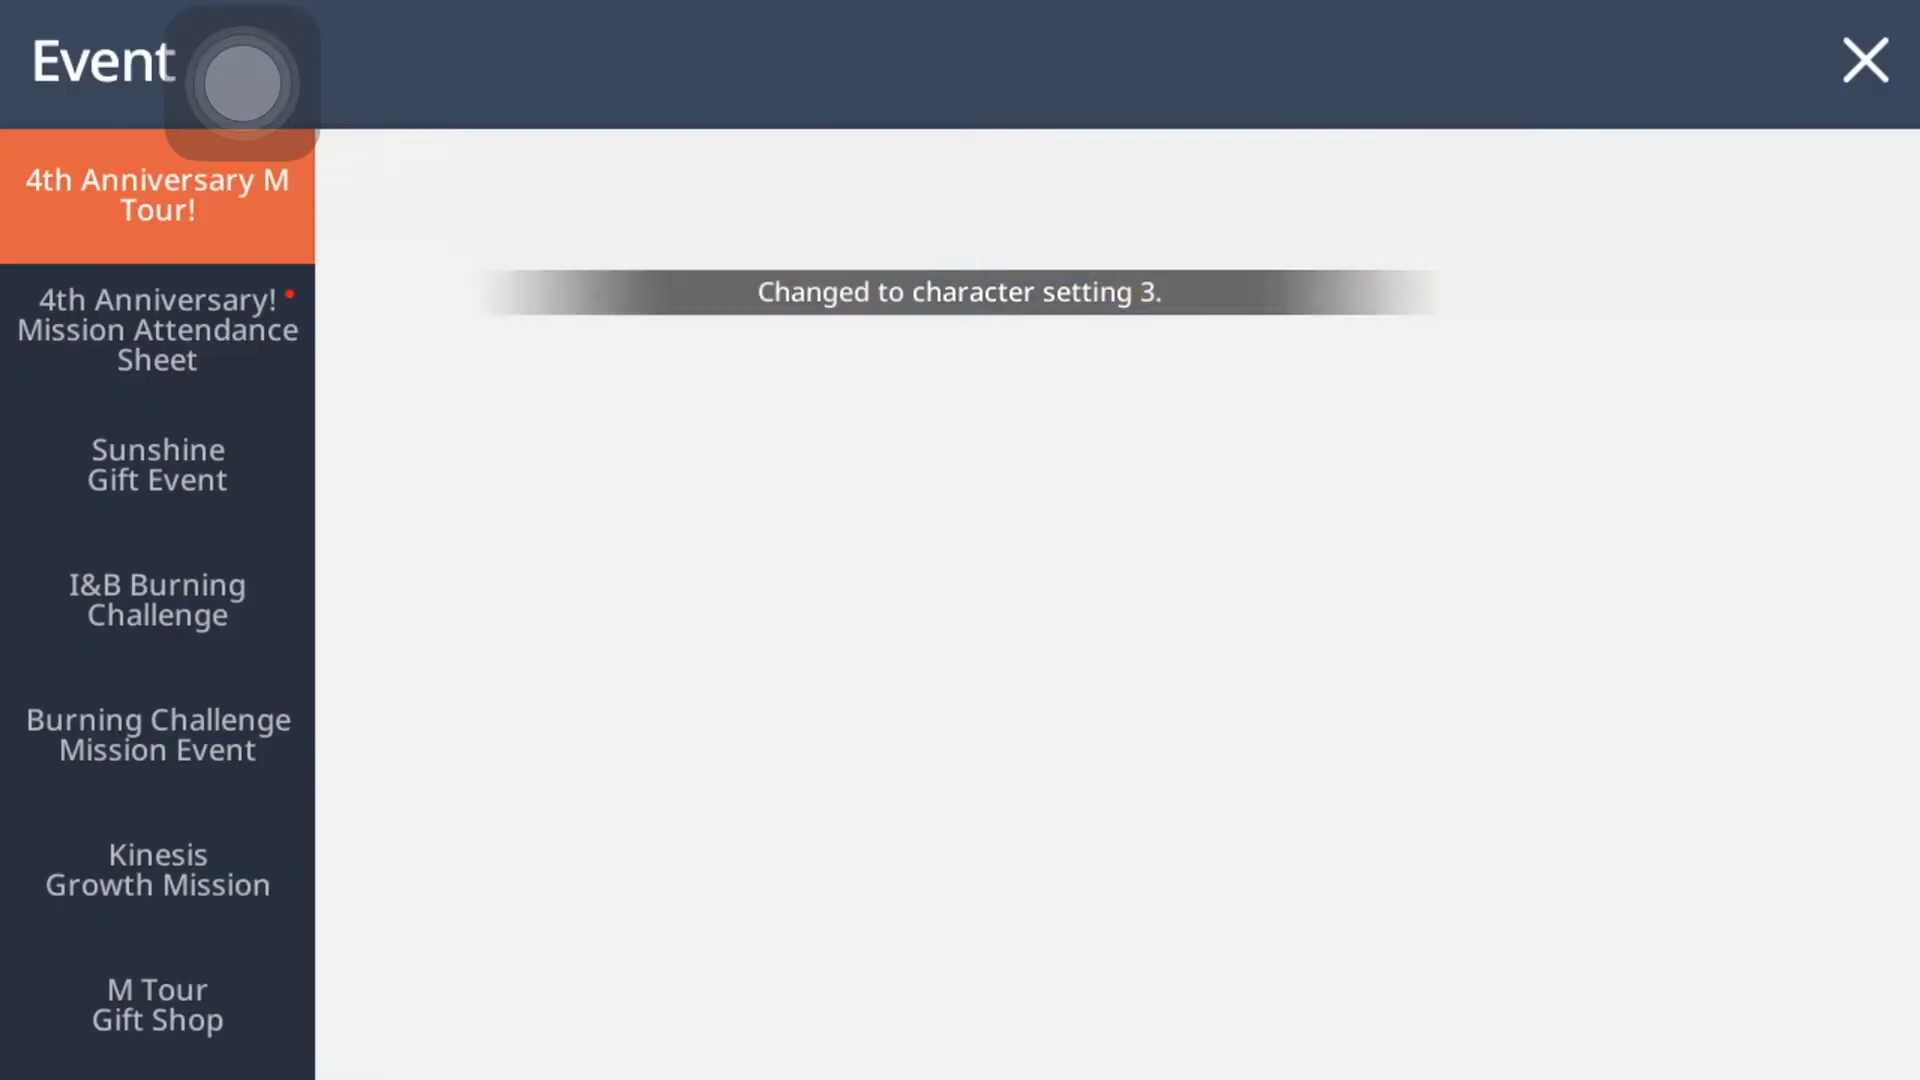 Event
4th Anniversary M
Tour!
4th Anniversary!
Mission Attendance
Sheet
Sunshine
Gift Event
I&B Burning
Challenge
Burning Challenge
Mission Event
Kinesis
Growth Mission
M Tour
Gift Shop
Changed to character setting 3.